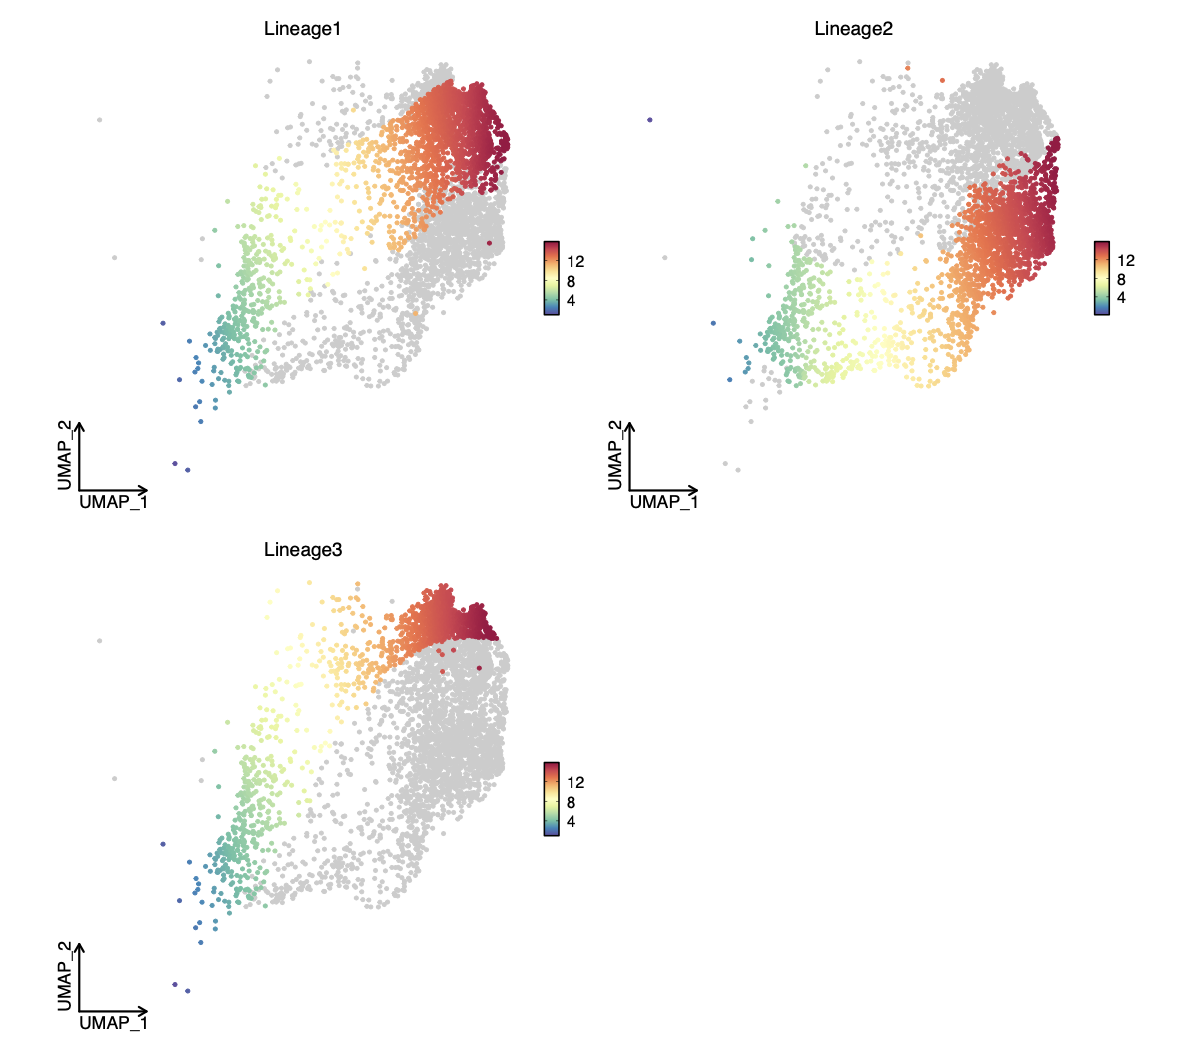 Lineage1
12
8
4
UMAP_2
UMAP_1
Lineage2
12
8
4
UMAP_2
UMAP_1
Lineage3
12
8
4
UMAP_2
UMAP_1